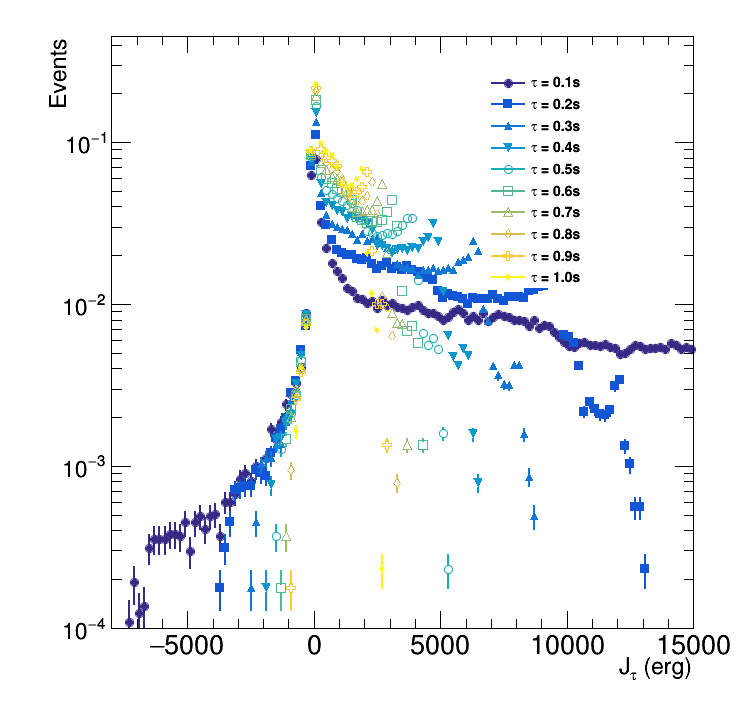 Events
10⁻¹
10⁻²
10⁻³
10⁻⁴
τ = 0.1s
τ = 0.2s
τ = 0.3s
τ = 0.4s
τ = 0.5s
τ = 0.6s
τ = 0.7s
τ = 0.8s
τ = 0.9s
τ = 1.0s
−5000 0 5000 10000 15000
J_τ (erg)